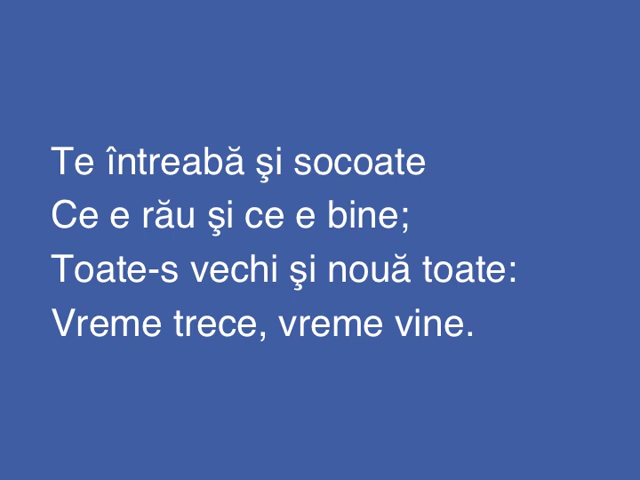 Te întreabă şi socoate
Ce e rău şi ce e bine;
Toate-s vechi şi nouă toate:
Vreme trece, vreme vine.